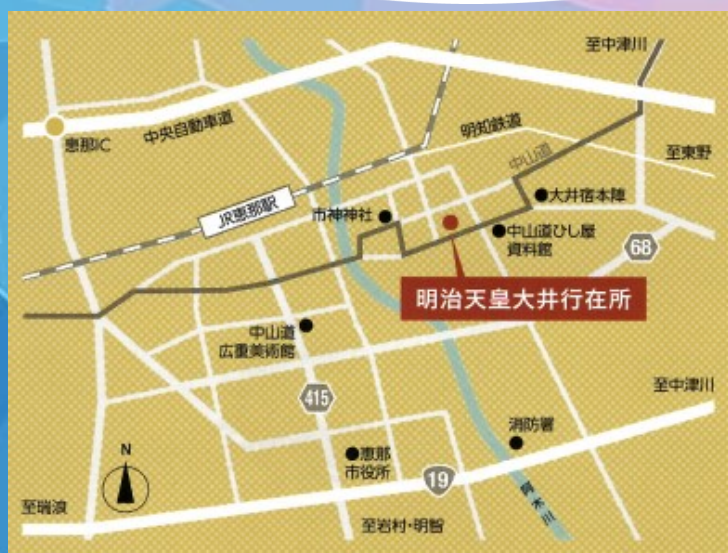 至中津川
中央自動車道
恵那IC
明知鉄道
中山道
至東野
JR恵那駅
市神神社
大井宿本陣
中山道ひし屋
資料館
68
明治天皇大井行在所
中山道
広重美術館
415
至中津川
消防署
N
恵那
市役所
19
阿木川
至瑞浪
至岩村・明智